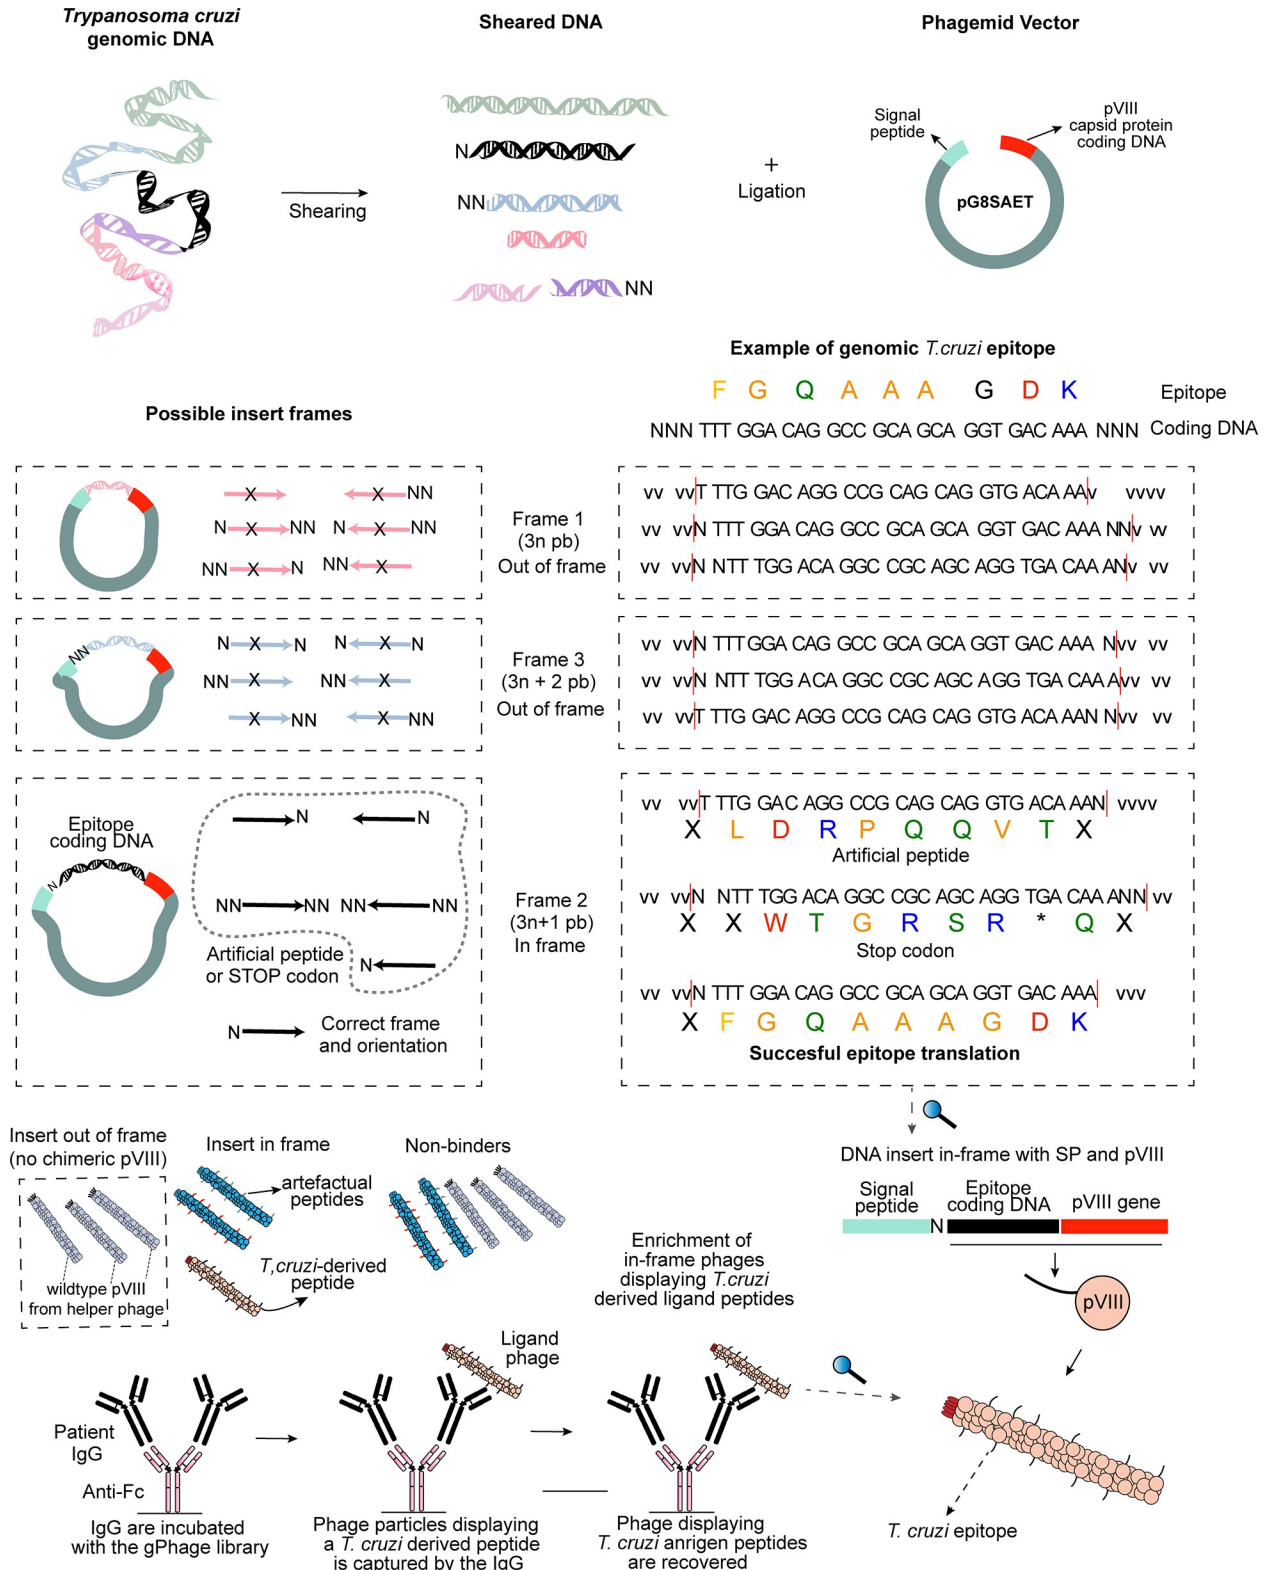 Trypanosoma cruzi
genomic DNA
Sheared DNA
Phagemid Vector
Shearing
N
NN
NN
+
Ligation
Signal
peptide
pVIII
capsid protein
coding DNA
pG8SAET
Example of genomic T.cruzi epitope
F G Q A A A G D K Epitope
NNN TTT GGA CAG GCC GCA GCA GGT GAC AAA NNN Coding DNA
Possible insert frames
X X NN
N X NN N X NN
NN X N NN X
Frame 1
(3n pb)
Out of frame
vv vvT TTG GAC AGG CCG CAG CAG GTG ACA AAv vvvv
vv vvN TTT GGA CAG GCC GCA GCA GGT GAC AAA NNv vv
vv vvN NTT TGG ACA GGC CGC AGC AGG TGA CAA ANv vv
NN
N X N N X N
NN X NN X
X NN X NN
Frame 3
(3n + 2 pb)
Out of frame
vv vvN TTT GGA CAG GCC GCA GCA GGT GAC AAA Nvv vv
vv vvN NTT TGG ACA GGC CGC AGC AGG TGA CAA Avv vv
vv vvT TTG GAC AGG CCG CAG CAG GTG ACA AAN Nvv vv
Epitope
coding DNA
N
N N
NN NN NN NN
Artificial peptide
or STOP codon
N
N
Correct frame
and orientation
Frame 2
(3n+1 pb)
In frame
vv vvT TTG GAC AGG CCG CAG CAG GTG ACA AAN vvvv
X L D R P Q Q V T X
Artificial peptide
vv vvN NTT TGG ACA GGC CGC AGC AGG TGA CAA ANN vv
X X W T G R S R * Q X
Stop codon
vv vvN TTT GGA CAG GCC GCA GCA GGT GAC AAA vvv
X F G Q A A A G D K
Succesful epitope translation
Insert out of frame
(no chimeric pVIII)
wildtype pVIII
from helper phage
Insert in frame
artefactual
peptides
T,cruzi-derived
peptide
Non-binders
Enrichment of
in-frame phages
displaying T.cruzi
derived ligand peptides
DNA insert in-frame with SP and pVIII
Signal
peptide
N
Epitope
coding DNA
pVIII gene
pVIII
Ligand
phage
Patient
IgG
Anti-Fc
IgG are incubated
with the gPhage library
Phage particles displaying
a T. cruzi derived peptide
is captured by the IgG
Phage displaying
T. cruzi anrigen peptides
are recovered
T. cruzi epitope